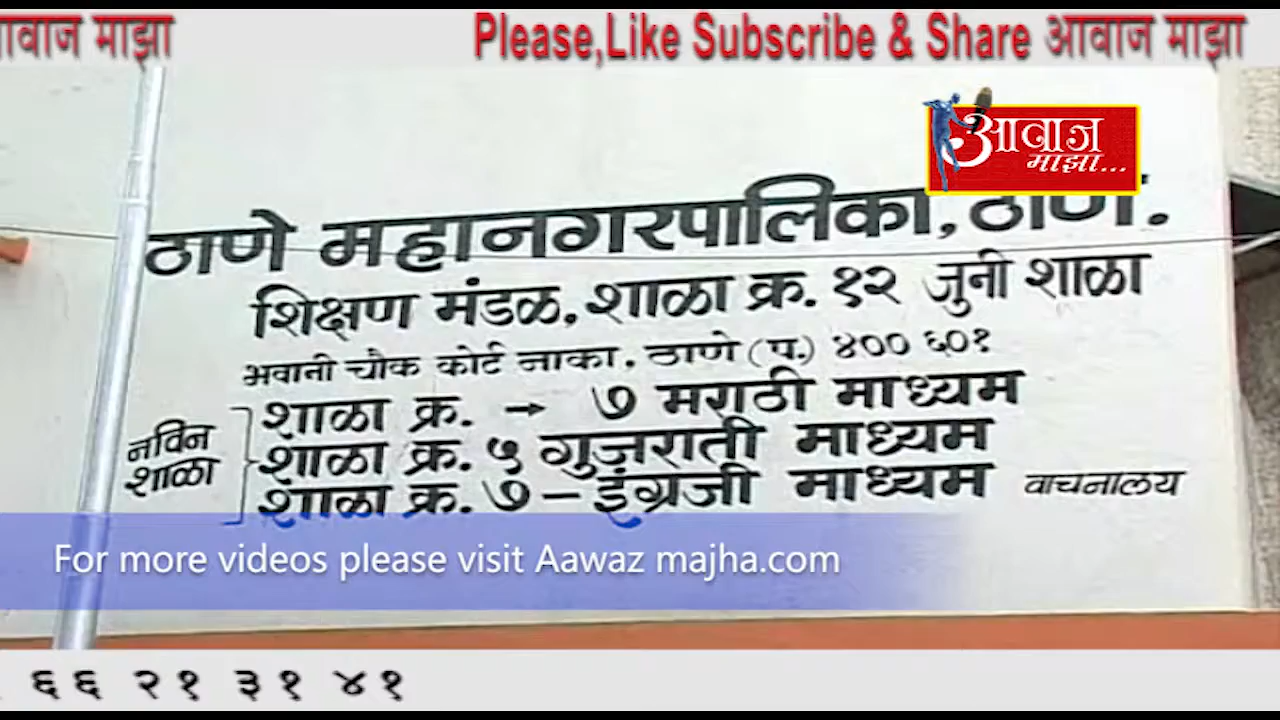 आवाज माझा Please,Like Subscribe & Share आवाज माझा
आवाज
माझा...
ठाणे महानगरपालिका, ठाणे.
शिक्षण मंडळ, शाळा क्र. १२ जुनी शाळा
भवानी चौक कोर्ट नाका, ठाणे (प.) ४०० ६०१
नविन शाळा
शाळा क्र. → ७ मराठी माध्यम
शाळा क्र. ५ गुजराती माध्यम
शाळा क्र. ७ – इंग्रजी माध्यम वाचनालय
For more videos please visit Aawaz majha.com
६६ २१ ३१ ४१